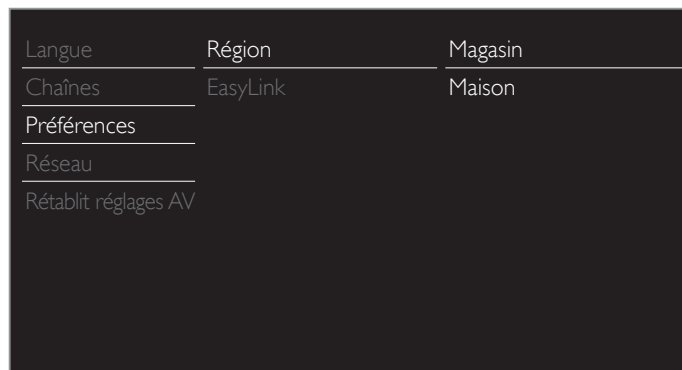 Langue
Chaînes
Préférences
Réseau
Rétablit réglages AV
Région
EasyLink
Magasin
Maison